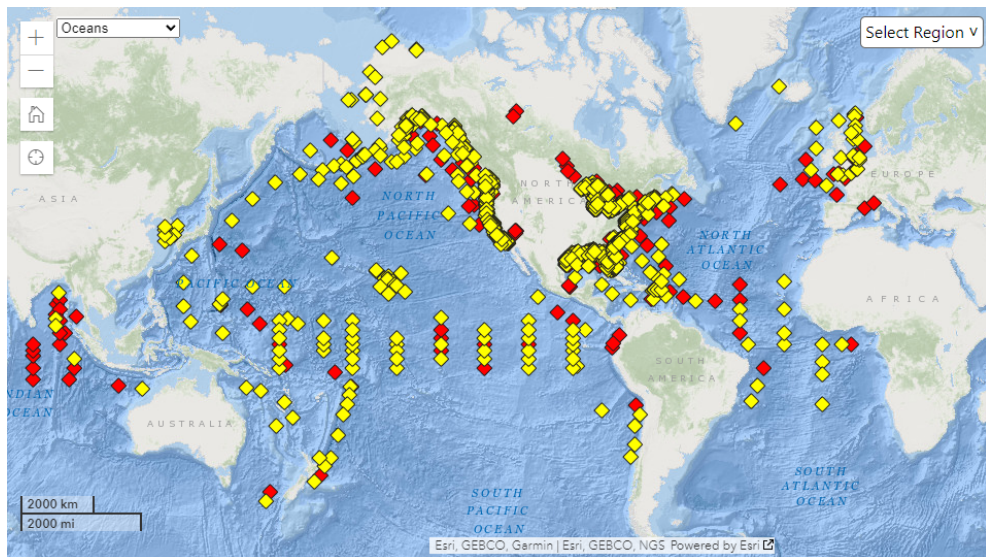 +
Oceans
Select Region v
−
ASIA
NORTH
PACIFIC
OCEAN
NORTH
AMERICA
EUROPE
NORTH
ATLANTIC
OCEAN
PACIFIC OCEAN
AFRICA
SOUTH
AMERICA
INDIAN
OCEAN
AUSTRALIA
SOUTH
PACIFIC
OCEAN
SOUTH
ATLANTIC
OCEAN
2000 km
2000 mi
Esri, GEBCO, Garmin | Esri, GEBCO, NGS Powered by Esri